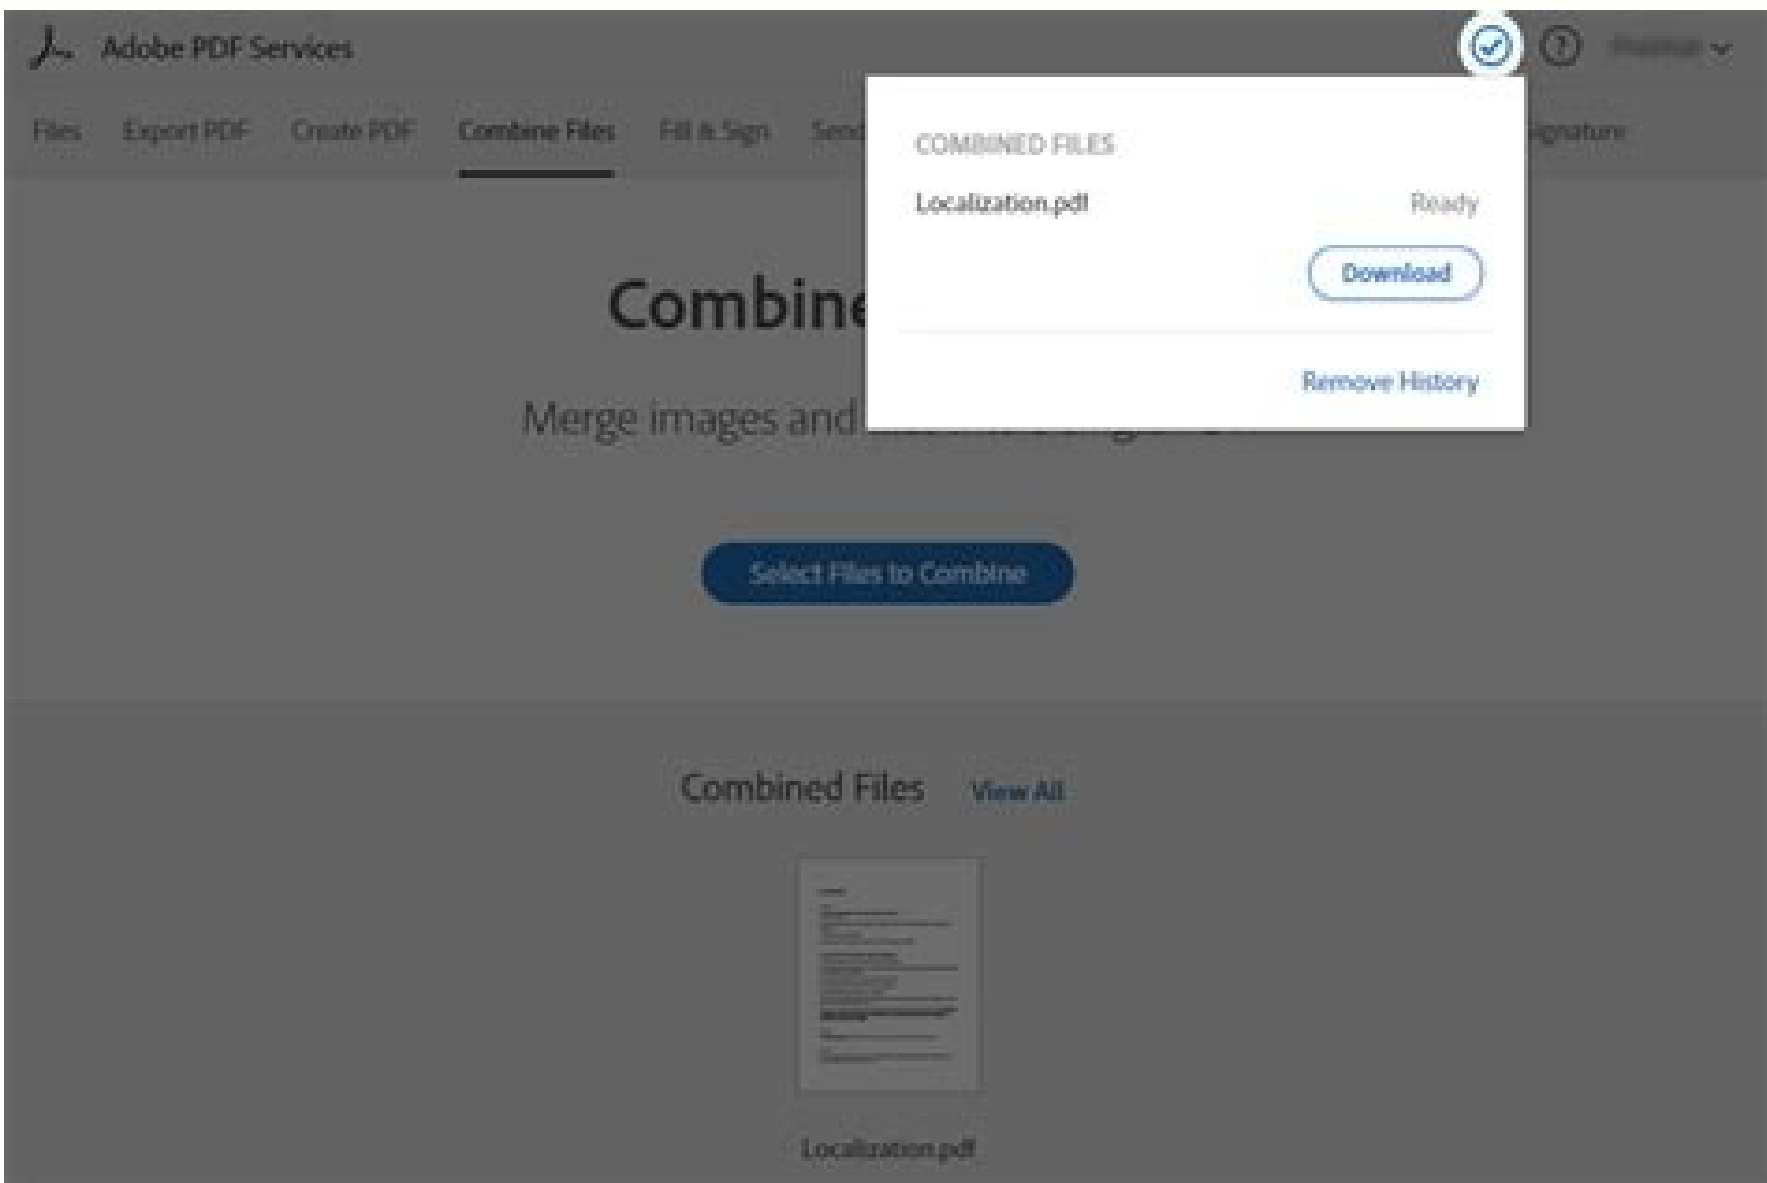 Adobe PDF Services
Files Export PDF Create PDF Combine Files Fill & Sign Send
COMBINED FILES
Localization.pdf Ready
Download
Remove History
Combine
Merge images and
Select Files to Combine
Combined Files View All
Localization.pdf